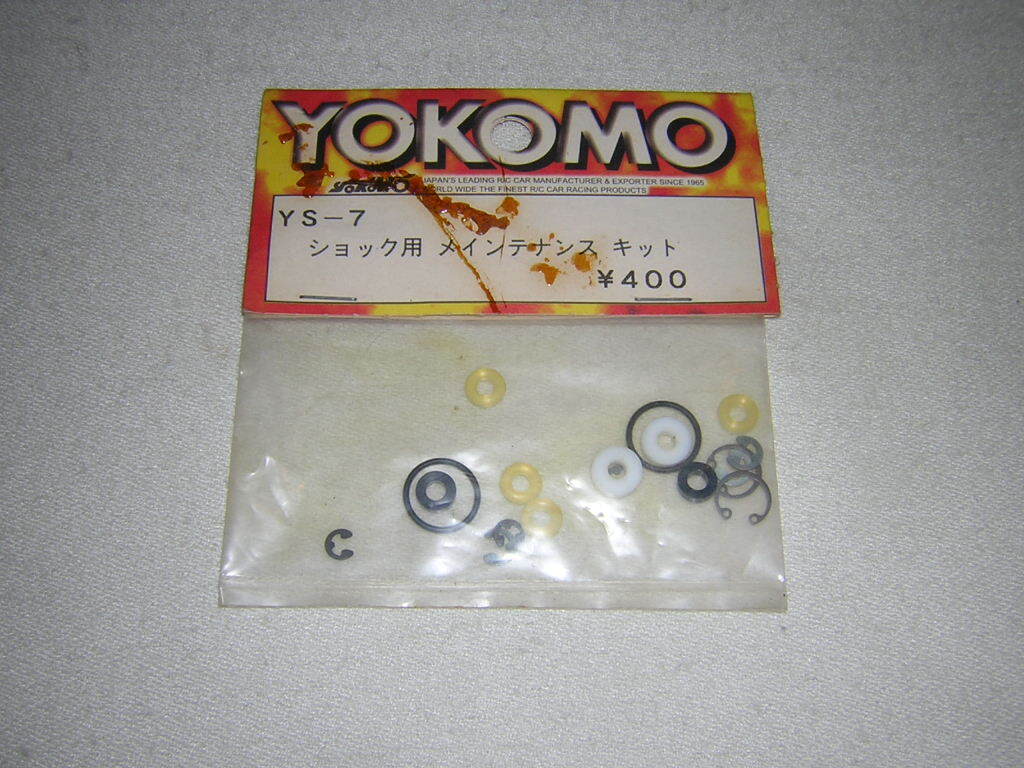 YOKOMO
YOKOMO
JAPAN'S LEADING R/C CAR MANUFACTURER & EXPORTER SINCE 1965
WORLD WIDE THE FINEST R/C CAR RACING PRODUCTS
YS-7
ショック用 メインテナンス キット
¥400